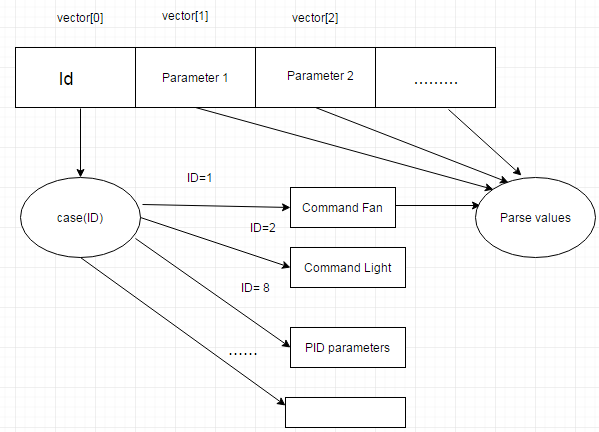 vector[0]
vector[1]
vector[2]
Id
Parameter 1
Parameter 2
.........
ID=1
case(ID)
Command Fan
Parse values
ID=2
Command Light
ID= 8
PID parameters
......